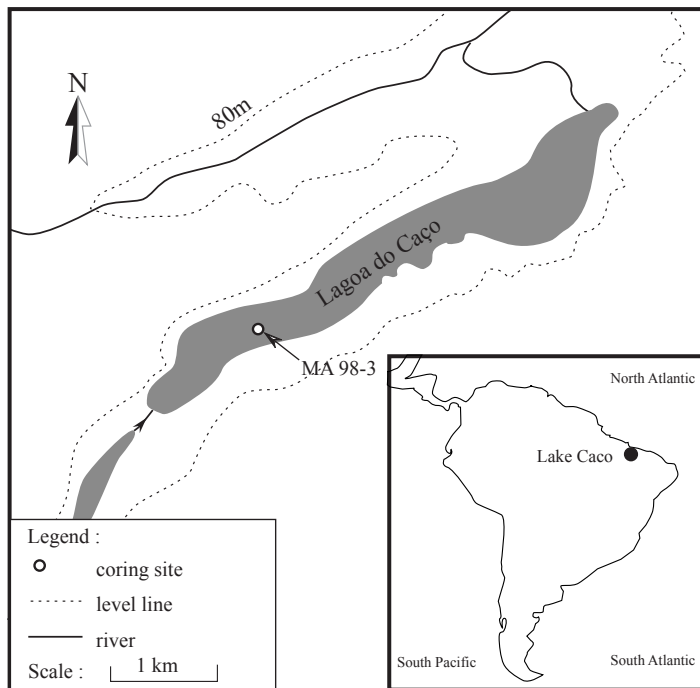 N
80m
Lagoa do Caço
MA 98-3
North Atlantic
Lake Caco
South Pacific
South Atlantic
Legend :
coring site
level line
river
Scale :
1 km